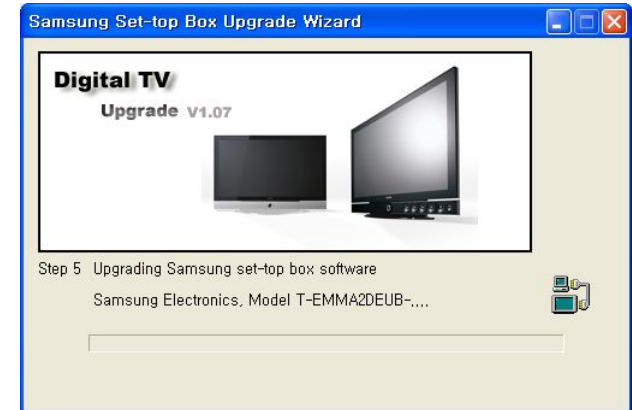 Samsung Set-top Box Upgrade Wizard
Digital TV
Upgrade V1.07
Step 5 Upgrading Samsung set-top box software
Samsung Electronics, Model T-EMMA2DEUB-,...